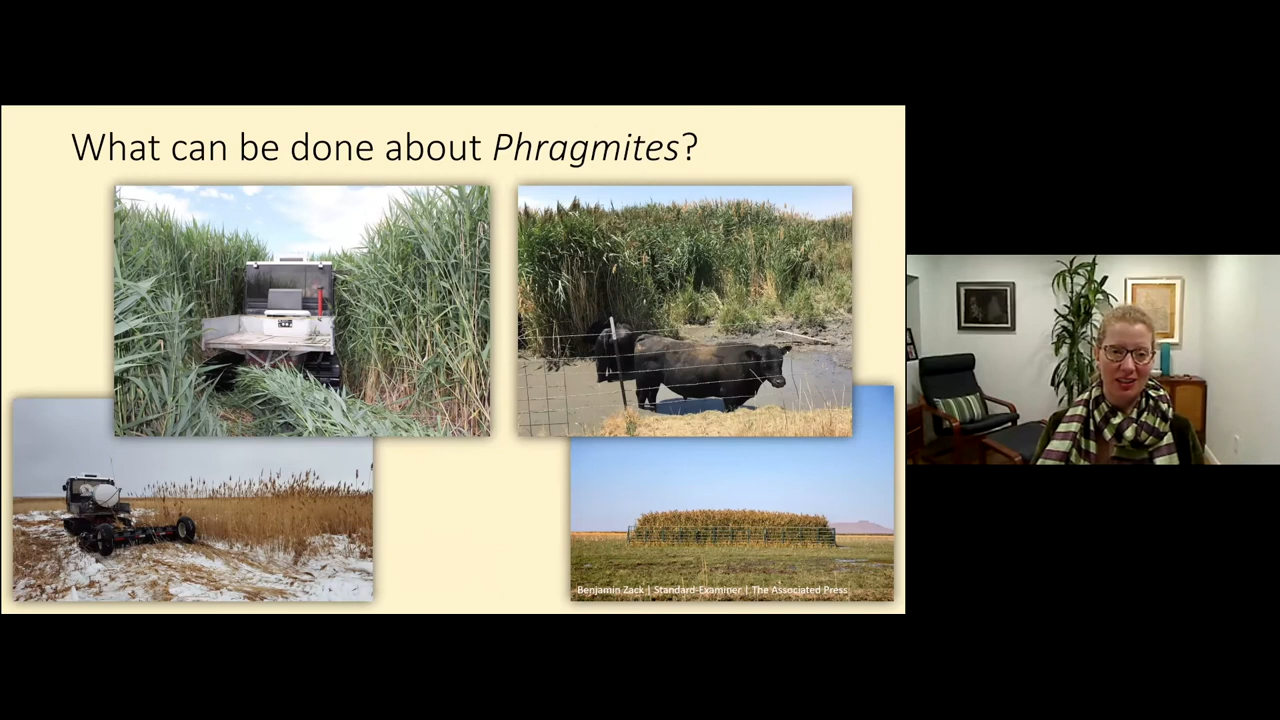 What can be done about Phragmites?
Benjamin Zack | Standard-Examiner | The Associated Press